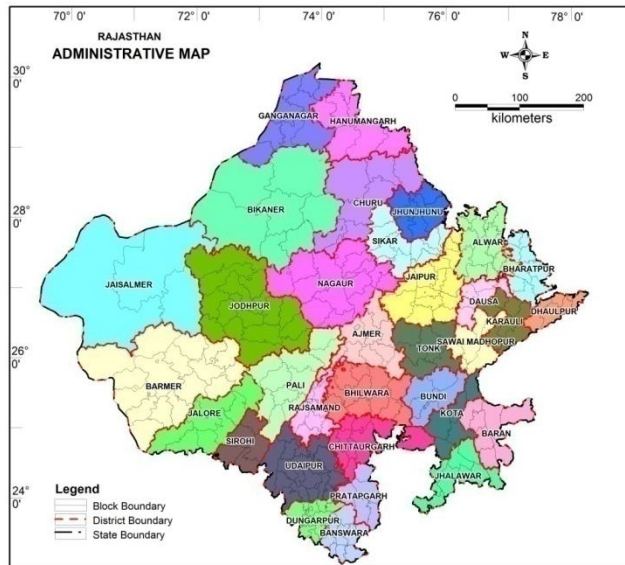 70° 0' 72° 0' 74° 0' 76° 0' 78° 0'
RAJASTHAN
ADMINISTRATIVE MAP
N
W E
S
0 100 200
kilometers
30°
0'
28°
0'
26°
0'
24°
0'
GANGANAGAR
HANUMANGARH
CHURU
BIKANER
JHUNJHUNU
SIKAR
ALWAR
BHARATPUR
JAISALMER
NAGAUR
JAIPUR
JODHPUR
DAUSA
DHAULPUR
KARAULI
AJMER
SAWAI MADHOPUR
TONK
BARMER
PALI
BHILWARA
BUNDI
JALORE
RAJSAMAND
KOTA
BARAN
SIROHI
CHITTAURGARH
UDAIPUR
JHALAWAR
PRATAPGARH
DUNGARPUR
BANSWARA
Legend
Block Boundary
District Boundary
State Boundary